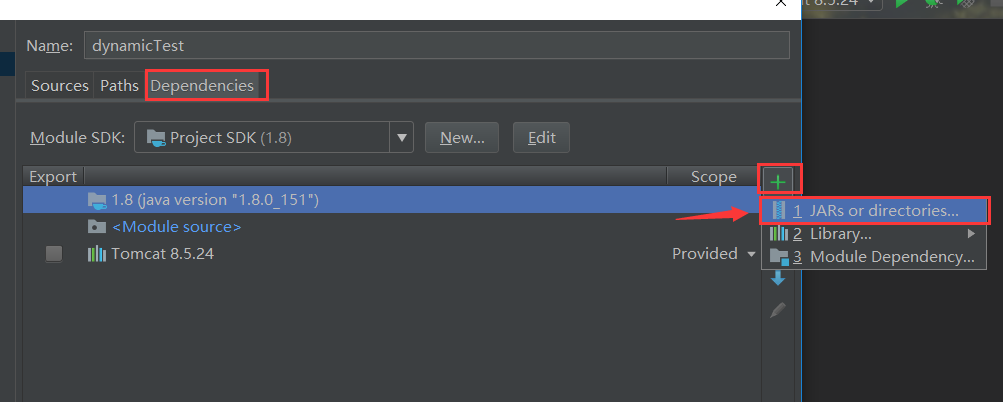 8.5.24
Name: dynamicTest
Sources Paths Dependencies
Module SDK: Project SDK (1.8) New... Edit
Export Scope
1.8 (java version "1.8.0_151")
1 JARs or directories...
<Module source>
2 Library...
Tomcat 8.5.24 Provided
3 Module Dependency...